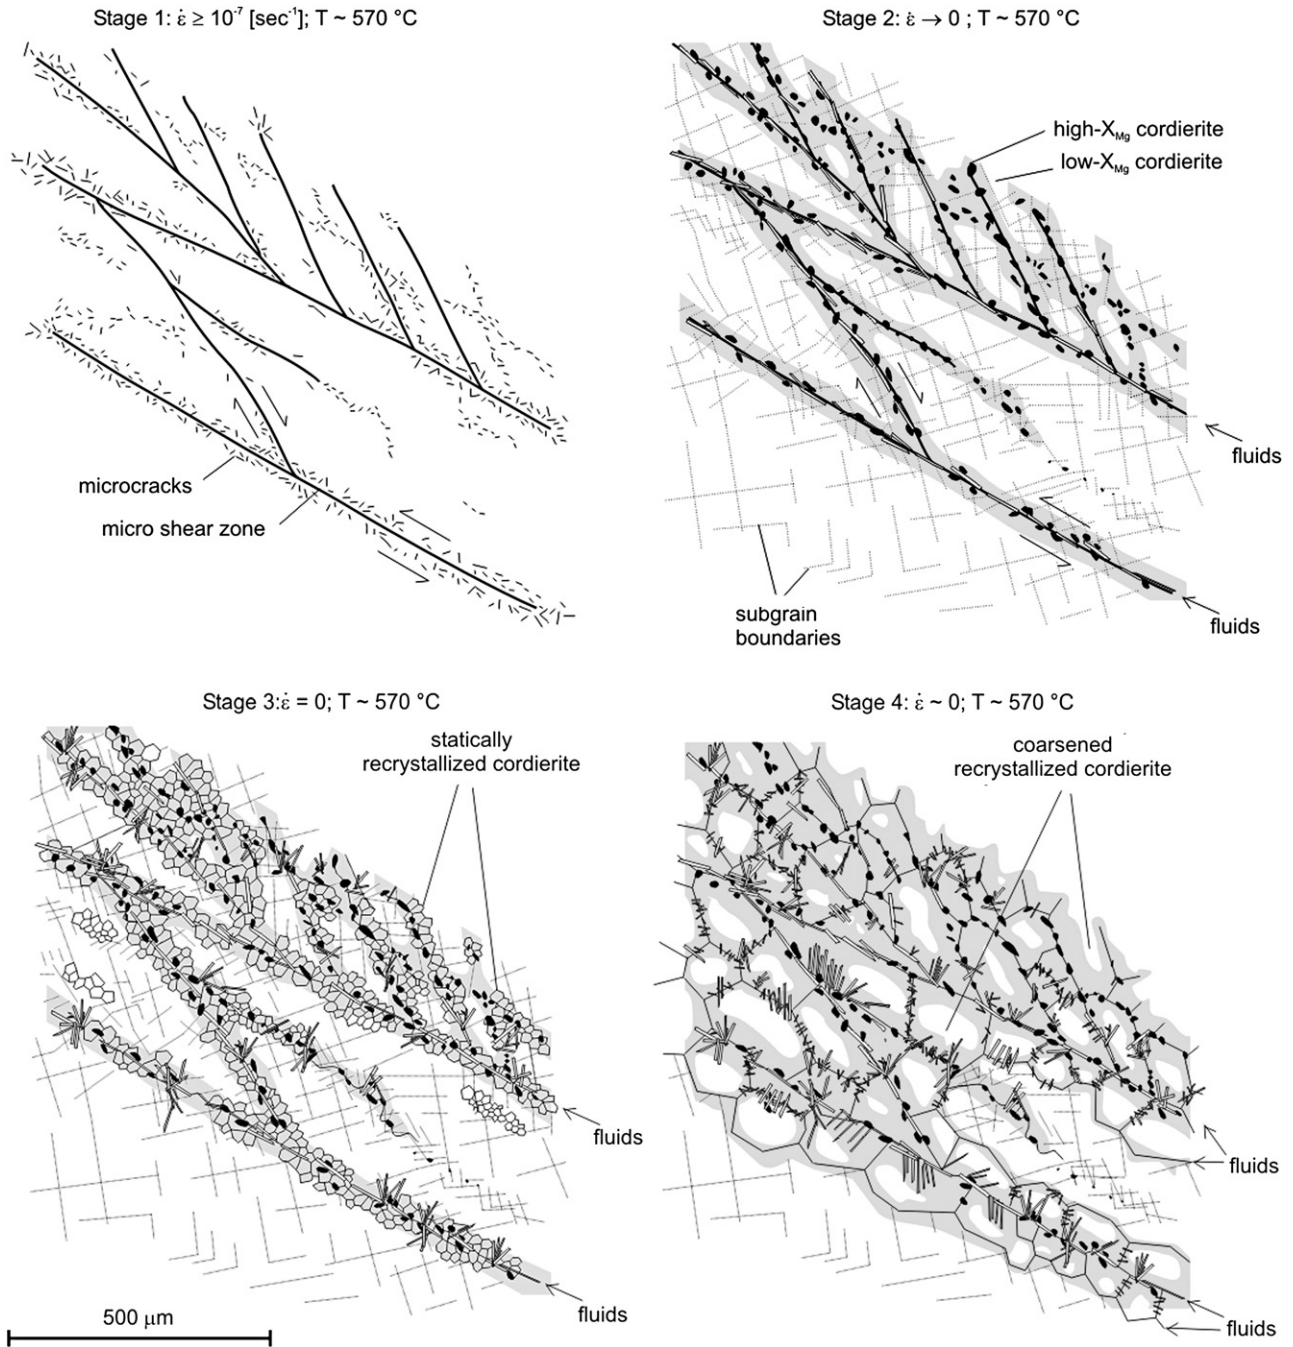 Stage 1: ε̇ ≥ 10⁻⁷ [sec⁻¹]; T ~ 570 °C
microcracks
micro shear zone
Stage 2: ε̇ → 0 ; T ~ 570 °C
high-X_Mg cordierite
low-X_Mg cordierite
fluids
subgrain
boundaries
fluids
Stage 3:ε̇ = 0; T ~ 570 °C
statically
recrystallized cordierite
fluids
fluids
500 μm
Stage 4: ε̇ ~ 0; T ~ 570 °C
coarsened
recrystallized cordierite
fluids
fluids